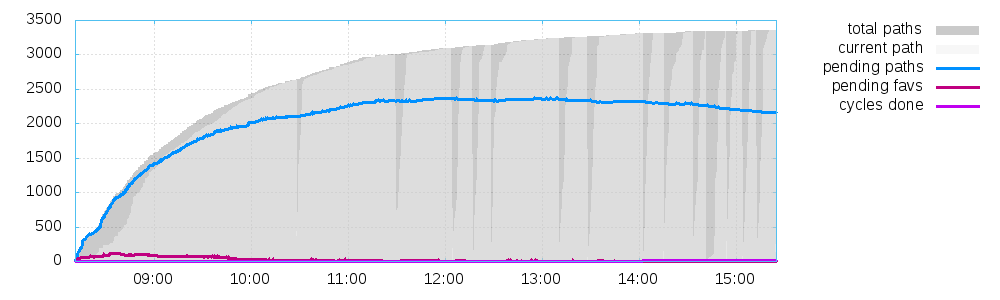 3500
3000
2500
2000
1500
1000
500
0
09:00 10:00 11:00 12:00 13:00 14:00 15:00
total paths
current path
pending paths
pending favs
cycles done